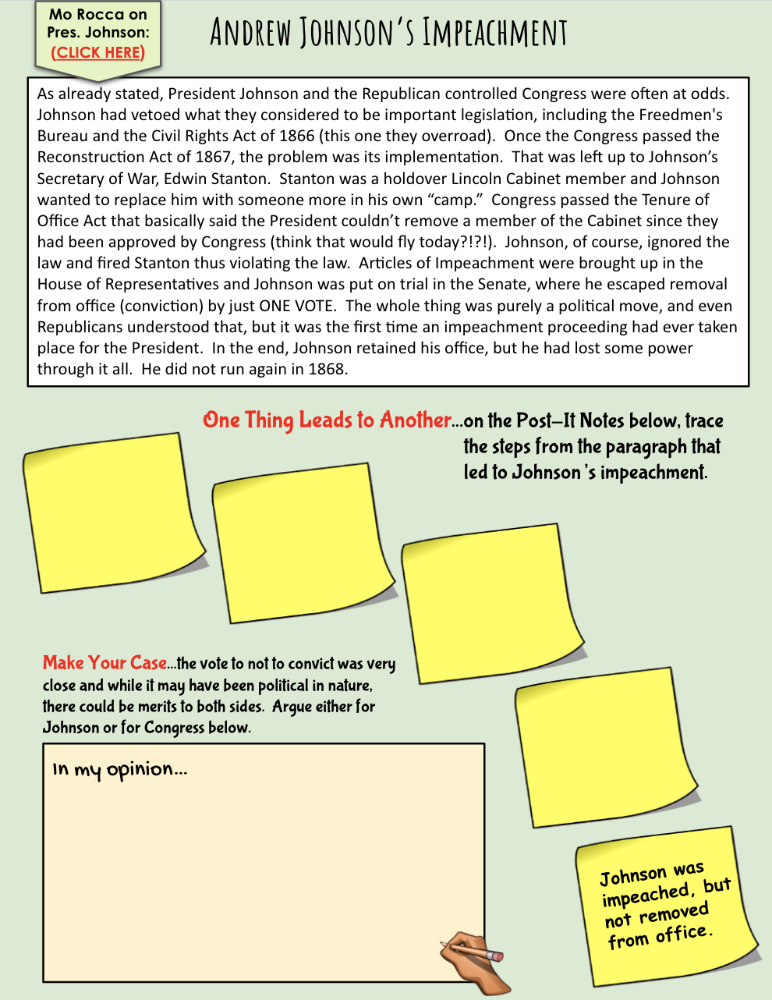 Mo Rocca on
Pres. Johnson:
(CLICK HERE)
Andrew Johnson's Impeachment
As already stated, President Johnson and the Republican controlled Congress were often at odds.
Johnson had vetoed what they considered to be important legislation, including the Freedmen's
Bureau and the Civil Rights Act of 1866 (this one they overroad).  Once the Congress passed the
Reconstruction Act of 1867, the problem was its implementation.  That was left up to Johnson's
Secretary of War, Edwin Stanton.  Stanton was a holdover Lincoln Cabinet member and Johnson
wanted to replace him with someone more in his own “camp.”  Congress passed the Tenure of
Office Act that basically said the President couldn't remove a member of the Cabinet since they
had been approved by Congress (think that would fly today?!?!).  Johnson, of course, ignored the
law and fired Stanton thus violating the law.  Articles of Impeachment were brought up in the
House of Representatives and Johnson was put on trial in the Senate, where he escaped removal
from office (conviction) by just ONE VOTE.  The whole thing was purely a political move, and even
Republicans understood that, but it was the first time an impeachment proceeding had ever taken
place for the President.  In the end, Johnson retained his office, but he had lost some power
through it all.  He did not run again in 1868.
One Thing Leads to Another...on the Post-It Notes below, trace
the steps from the paragraph that
led to Johnson's impeachment.
Make Your Case...the vote to not to convict was very
close and while it may have been political in nature,
there could be merits to both sides.  Argue either for
Johnson or for Congress below.
In my opinion...
Johnson was
impeached, but
not removed
from office.